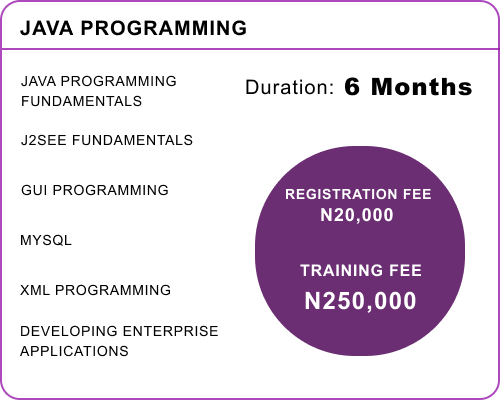 JAVA PROGRAMMING
JAVA PROGRAMMING
FUNDAMENTALS
J2SEE FUNDAMENTALS
GUI PROGRAMMING
MYSQL
XML PROGRAMMING
DEVELOPING ENTERPRISE
APPLICATIONS
Duration: 6 Months
REGISTRATION FEE
N20,000
TRAINING FEE
N250,000